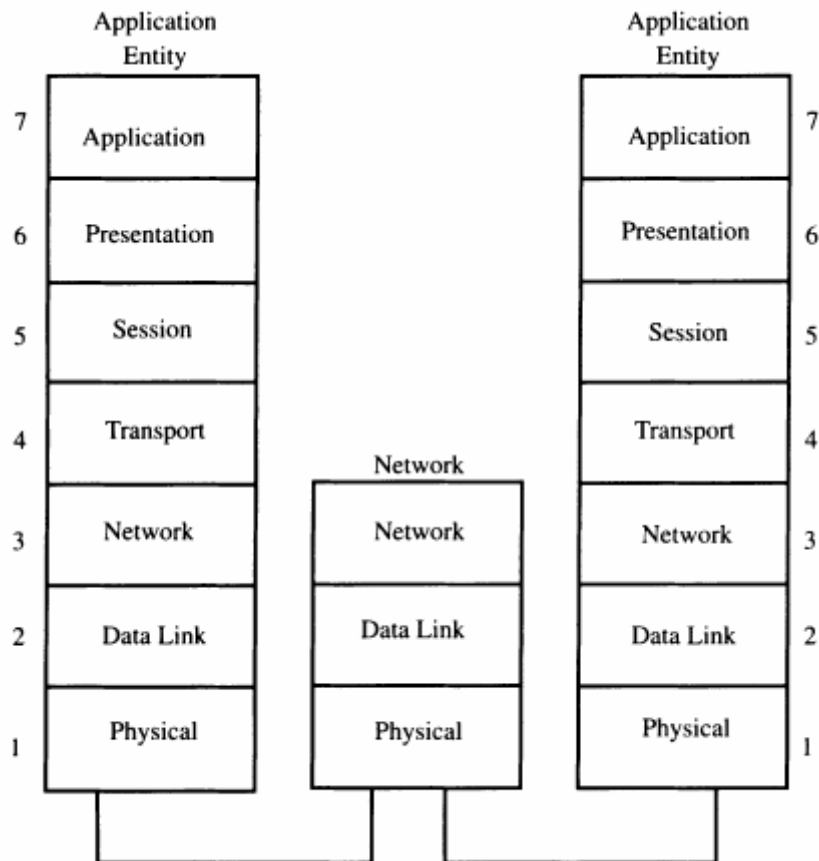 Application
Entity
Application
Entity
7
Application
Application
7
6
Presentation
Presentation
6
5
Session
Session
5
4
Transport
Transport
4
Network
3
Network
Network
Network
3
2
Data Link
Data Link
Data Link
2
1
Physical
Physical
Physical
1